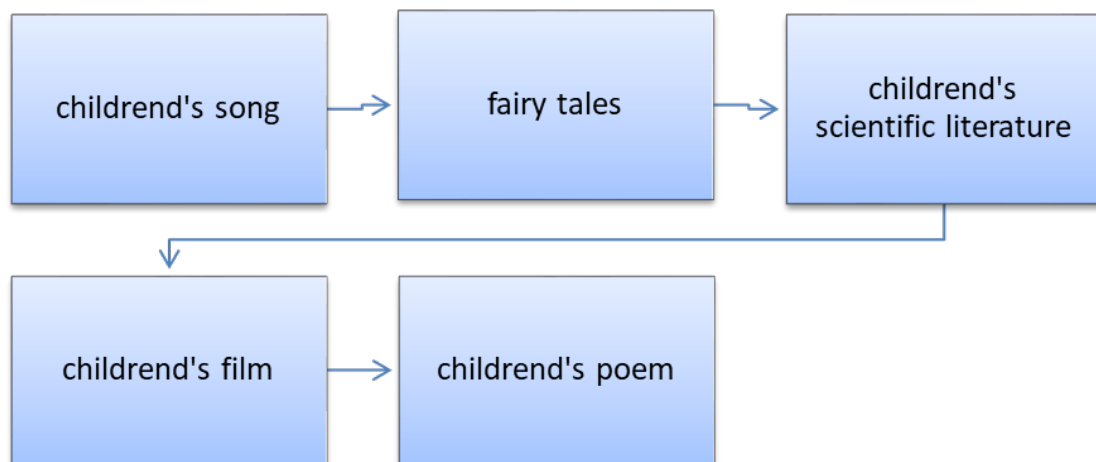 childrend's song
fairy tales
childrend's
scientific literature
childrend's film
childrend's poem